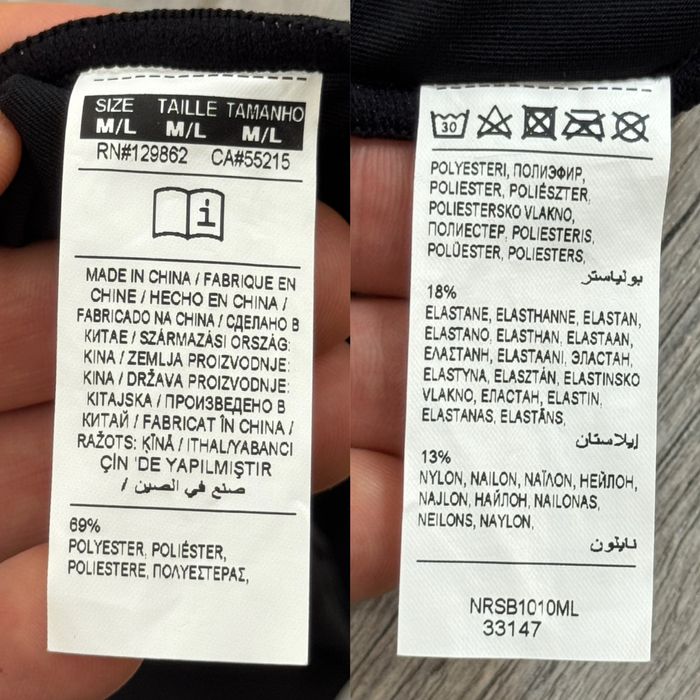 SIZE TAILLE TAMANHO
M/L M/L M/L
RN#129862 CA#55215
MADE IN CHINA / FABRIQUE EN
CHINE / HECHO EN CHINA /
FABRICADO NA CHINA / СДЕЛАНО В
КИТАЕ / SZÁRMAZÁSI ORSZÁG:
KINA / ZEMLJA PROIZVODNJE:
KINA / DRŽAVA PROIZVODNJE:
KITAJSKA / ПРОИЗВЕДЕНО В
КИТАЙ / FABRICAT ÎN CHINA /
RAŽOTS: ĶĪNĀ / ITHAL/YABANCI
ÇİN 'DE YAPILMIŞTIR
صنع في الصين /
69%
POLYESTER, POLIÉSTER,
POLIESTERE, ΠΟΛΥΕΣΤΕΡΑΣ,
30
POLYESTERI, ПОЛИЭФИР,
POLIESTER, POLIÉSZTER,
POLIESTERSKO VLAKNO,
ПОЛИЕСТЕР, POLIESTERIS,
POLÜESTER, POLIESTERS,
بولياستر
18%
ELASTANE, ELASTHANNE, ELASTAN,
ELASTANO, ELASTHAN, ELASTAAN,
ΕΛΑΣΤΑΝΗ, ELASTAANI, ЭЛАСТАН,
ELASTYNA, ELASZTÁN, ELASTINSKO
VLAKNO, ЕЛАСТАН, ELASTIN,
ELASTANAS, ELASTĀNS,
إيلاستان
13%
NYLON, NAILON, ΝΑΪΛΟΝ, НЕЙЛОН,
NAJLON, НАЙЛОН, NAILONAS,
NEILONS, NAYLON,
نايلون
NRSB1010ML
33147